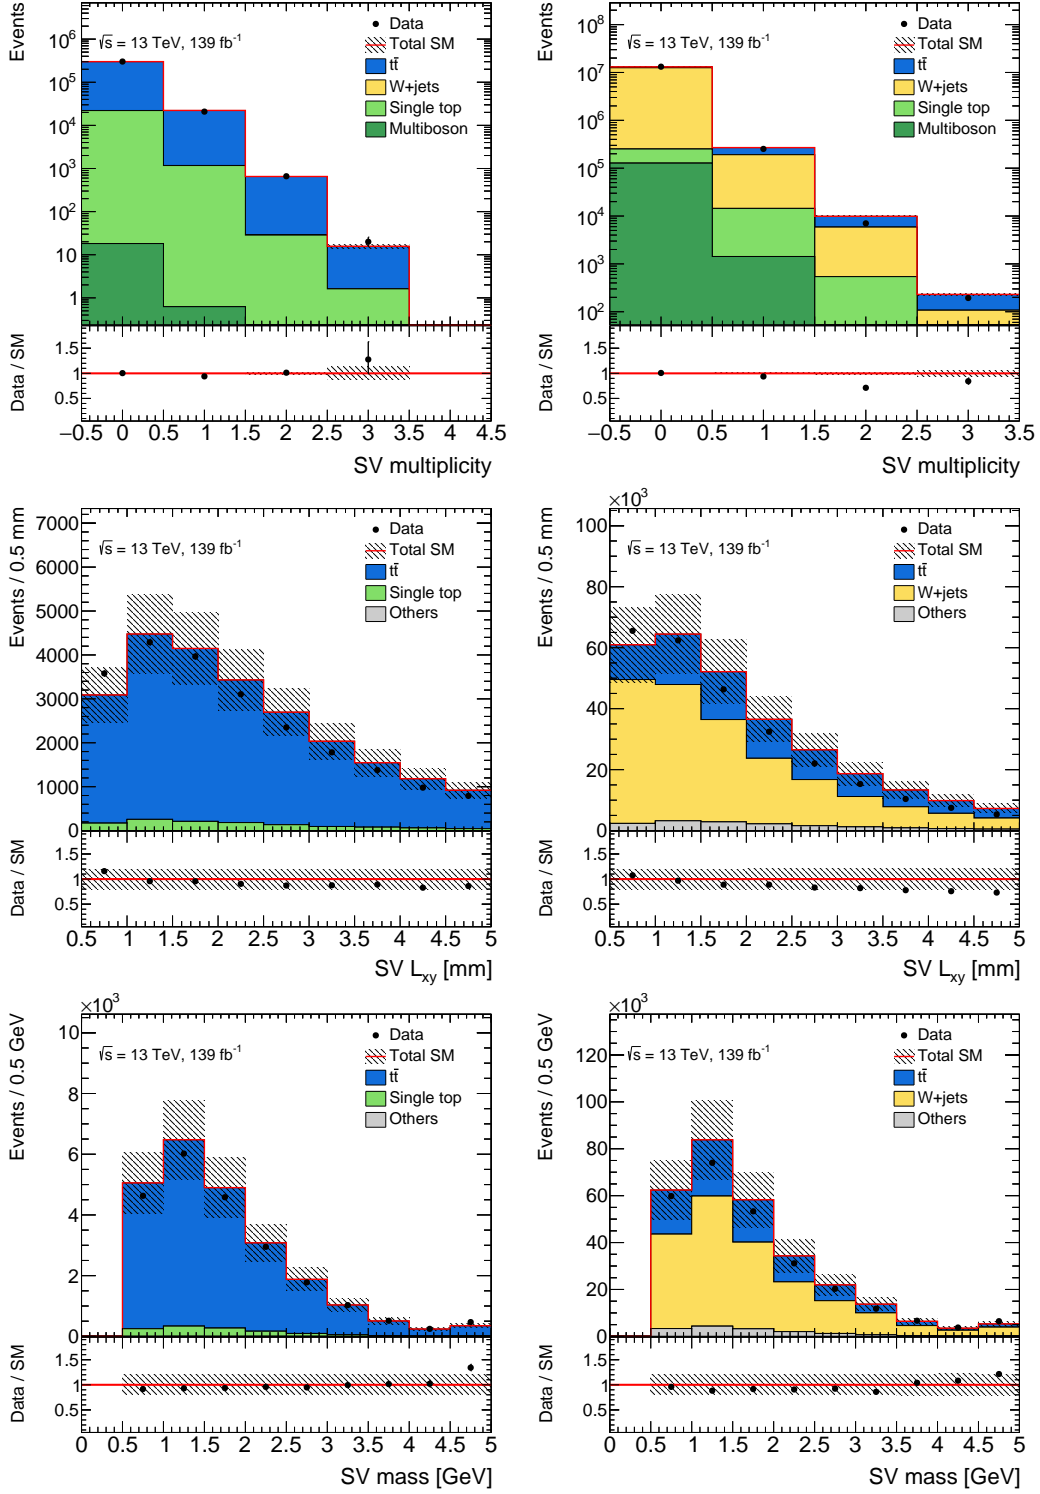 Events
10⁶
10⁵
10⁴
10³
10²
10
1
√s = 13 TeV, 139 fb⁻¹
Data
Total SM
tt̄
W+jets
Single top
Multiboson
Data / SM
1.5
1
0.5
−0.5 0 0.5 1 1.5 2 2.5 3 3.5 4 4.5
SV multiplicity
Events
10⁸
10⁷
10⁶
10⁵
10⁴
10³
10²
√s = 13 TeV, 139 fb⁻¹
Data
Total SM
tt̄
W+jets
Single top
Multiboson
Data / SM
1.5
1
0.5
−0.5 0 0.5 1 1.5 2 2.5 3 3.5
SV multiplicity
Events / 0.5 mm
7000
6000
5000
4000
3000
2000
1000
0
√s = 13 TeV, 139 fb⁻¹
Data
Total SM
tt̄
Single top
Others
Data / SM
1.5
1
0.5
0.5 1 1.5 2 2.5 3 3.5 4 4.5 5
SV Lxy [mm]
×10³
Events / 0.5 mm
100
80
60
40
20
0
√s = 13 TeV, 139 fb⁻¹
Data
Total SM
tt̄
W+jets
Others
Data / SM
1.5
1
0.5
0.5 1 1.5 2 2.5 3 3.5 4 4.5 5
SV Lxy [mm]
×10³
Events / 0.5 GeV
10
8
6
4
2
0
√s = 13 TeV, 139 fb⁻¹
Data
Total SM
tt̄
Single top
Others
Data / SM
1.5
1
0.5
0 0.5 1 1.5 2 2.5 3 3.5 4 4.5 5
SV mass [GeV]
×10³
Events / 0.5 GeV
120
100
80
60
40
20
0
√s = 13 TeV, 139 fb⁻¹
Data
Total SM
tt̄
W+jets
Others
Data / SM
1.5
1
0.5
0 0.5 1 1.5 2 2.5 3 3.5 4 4.5 5
SV mass [GeV]